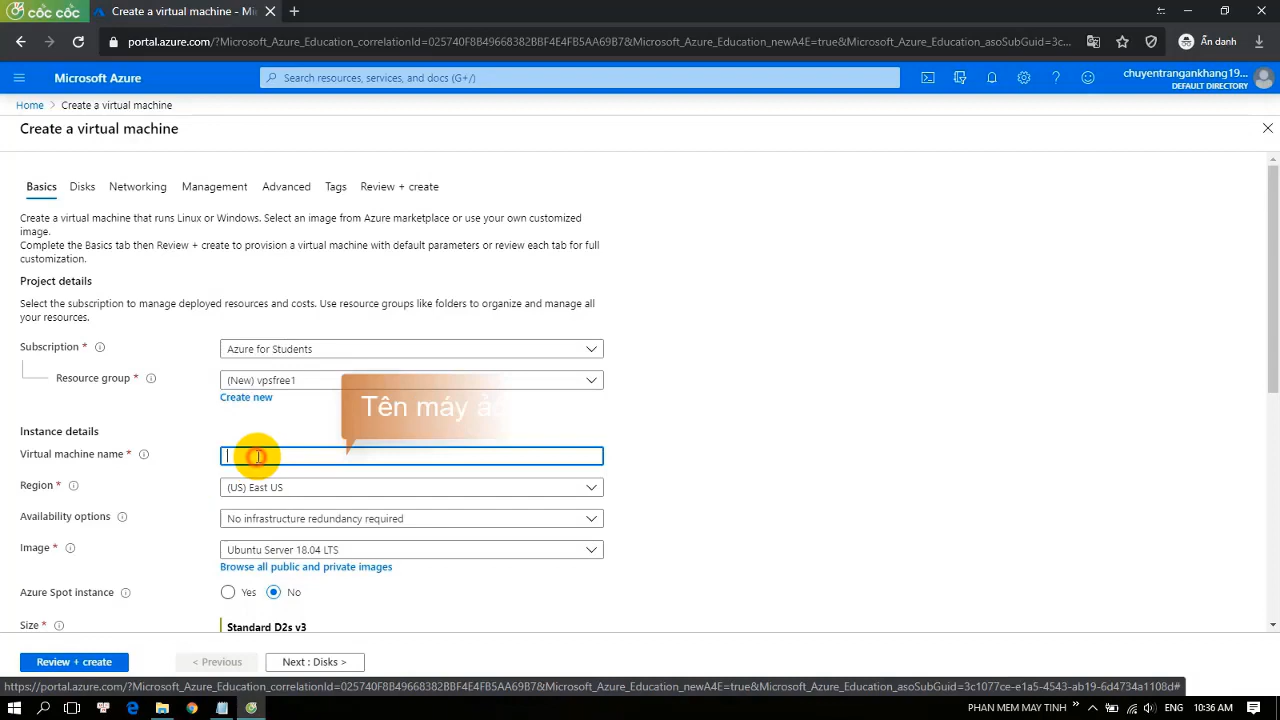 cốc cốc
Create a virtual machine - Mi
portal.azure.com/?Microsoft_Azure_Education_correlationId=025740F8B49668382BBF4E4FB5AA69B7&Microsoft_Azure_Education_newA4E=true&Microsoft_Azure_Education_asoSubGuid=3c...
Ẩn danh
Microsoft Azure
Search resources, services, and docs (G+/)
chuyentrangankhang19...
DEFAULT DIRECTORY
Home > Create a virtual machine
Create a virtual machine
Basics Disks Networking Management Advanced Tags Review + create
Create a virtual machine that runs Linux or Windows. Select an image from Azure marketplace or use your own customized
image.
Complete the Basics tab then Review + create to provision a virtual machine with default parameters or review each tab for full
customization.
Project details
Select the subscription to manage deployed resources and costs. Use resource groups like folders to organize and manage all
your resources.
Subscription *
Azure for Students
Resource group *
(New) vpsfree1
Create new
Tên máy ảo
Instance details
Virtual machine name *
Region *
(US) East US
Availability options
No infrastructure redundancy required
Image *
Ubuntu Server 18.04 LTS
Browse all public and private images
Azure Spot instance
Yes No
Size *
Standard D2s v3
Review + create
< Previous
Next : Disks >
https://portal.azure.com/?Microsoft_Azure_Education_correlationId=025740F8B49668382BBF4E4FB5AA69B7&Microsoft_Azure_Education_newA4E=true&Microsoft_Azure_Education_asoSubGuid=3c1077ce-e1a5-4543-ab19-6d4734a1108d#
PHAN MEM MAY TINH
10:36 AM